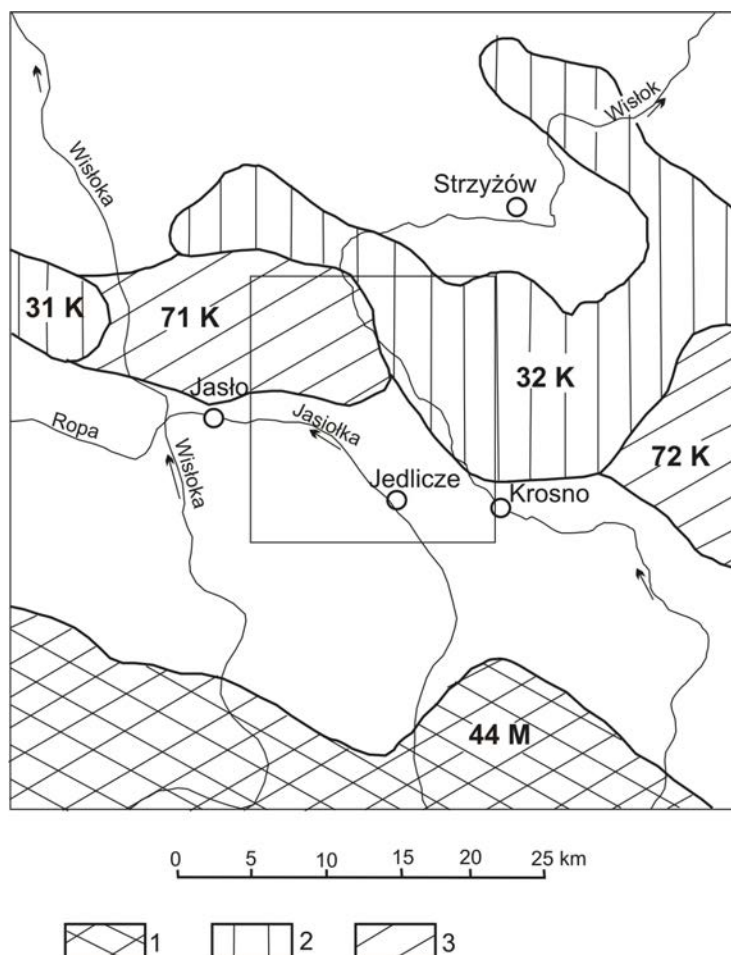 Wisłok
Wisłoka
Strzyżów
31 K
71 K
32 K
Jasło
Ropa
Jasiołka
72 K
Wisłoka
Jedlicze
Krosno
44 M
0 5 10 15 20 25 km
1 2 3